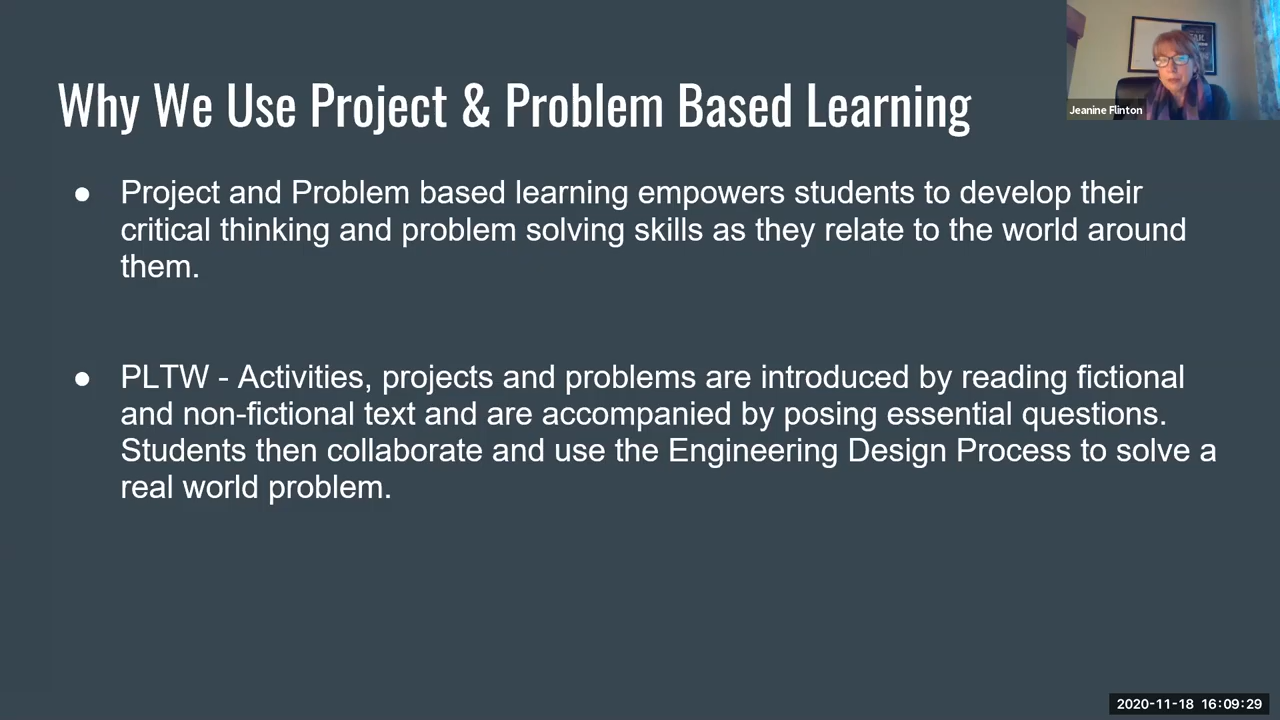 Why We Use Project & Problem Based Learning
Jeanine Flinton
● Project and Problem based learning empowers students to develop their
critical thinking and problem solving skills as they relate to the world around
them.
● PLTW - Activities, projects and problems are introduced by reading fictional
and non-fictional text and are accompanied by posing essential questions.
Students then collaborate and use the Engineering Design Process to solve a
real world problem.
2020-11-18 16:09:29